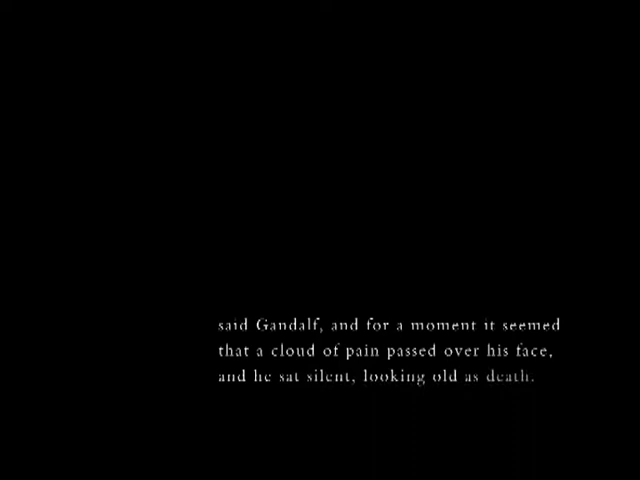 said Gandalf, and for a moment it seemed
that a cloud of pain passed over his face,
and he sat silent, looking old as death.